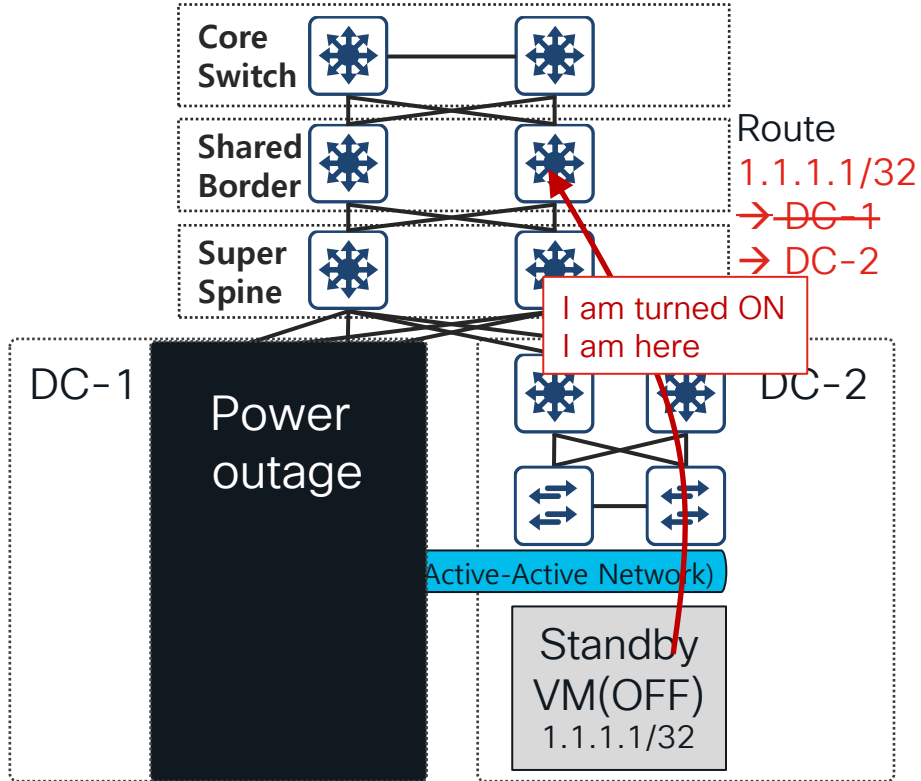 Core
Switch
Shared
Border
Route
1.1.1.1/32
→ DC-1
→ DC-2
Super
Spine
I am turned ON
I am here
DC-1
DC-2
Power
outage
Active-Active Network)
Standby
VM(OFF)
1.1.1.1/32